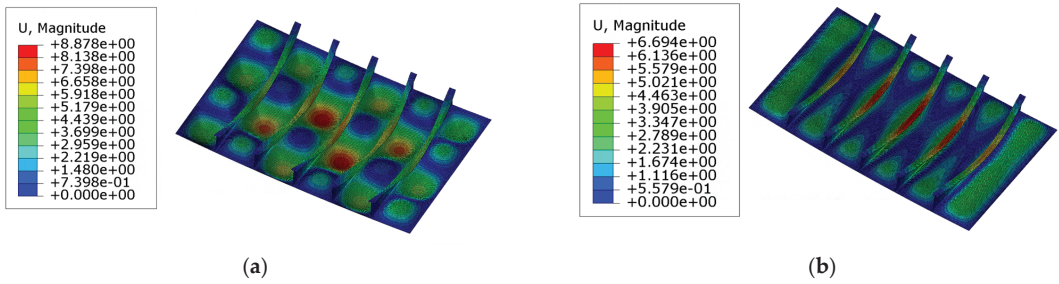 U, Magnitude
+8.878e+00
+8.138e+00
+7.398e+00
+6.658e+00
+5.918e+00
+5.179e+00
+4.439e+00
+3.699e+00
+2.959e+00
+2.219e+00
+1.480e+00
+7.398e-01
+0.000e+00
(a)
U, Magnitude
+6.694e+00
+6.136e+00
+5.579e+00
+5.021e+00
+4.463e+00
+3.905e+00
+3.347e+00
+2.789e+00
+2.231e+00
+1.674e+00
+1.116e+00
+5.579e-01
+0.000e+00
(b)